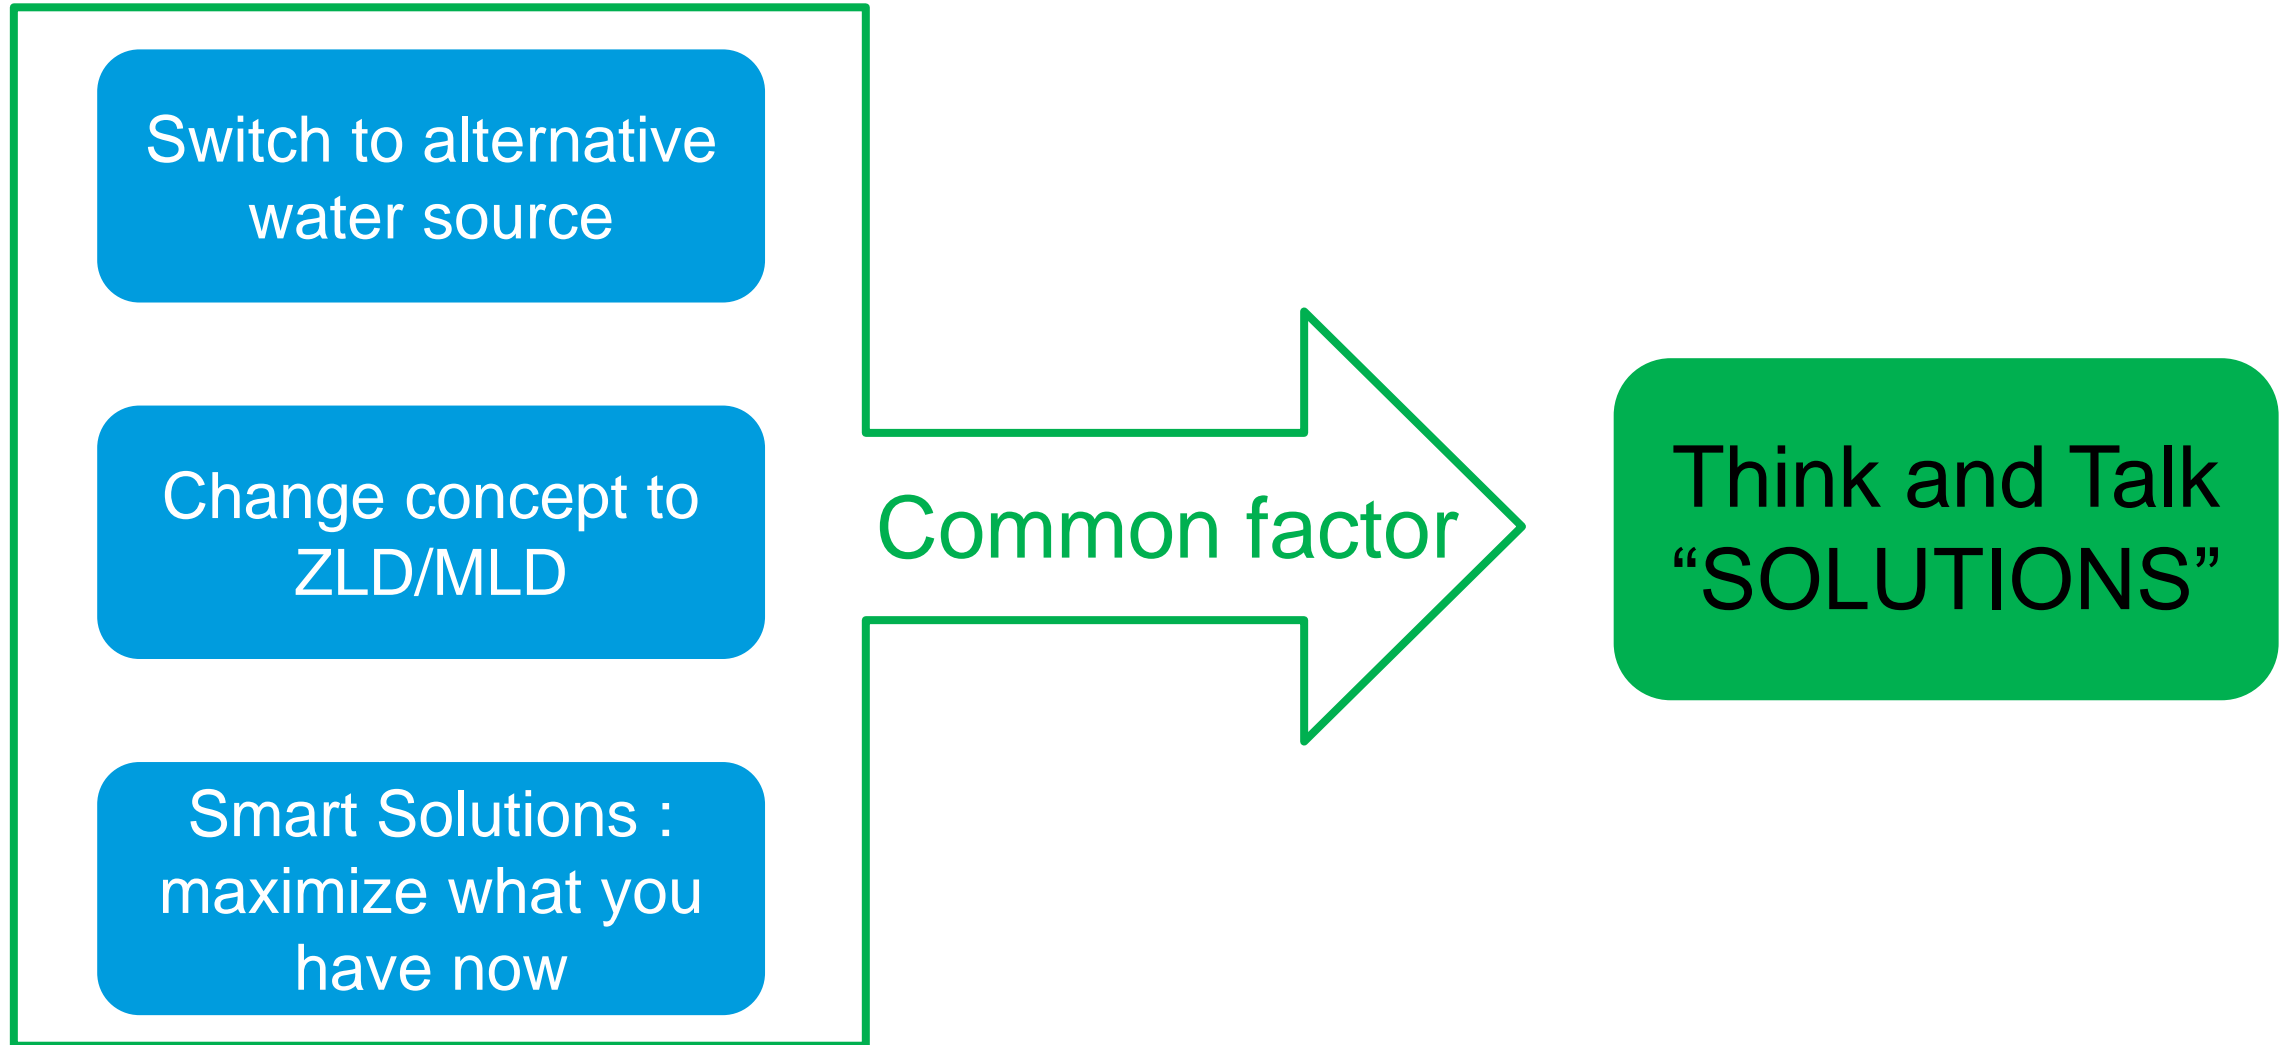 Switch to alternative
water source
Change concept to
ZLD/MLD
Smart Solutions :
maximize what you
have now
Common factor
Think and Talk
“SOLUTIONS”